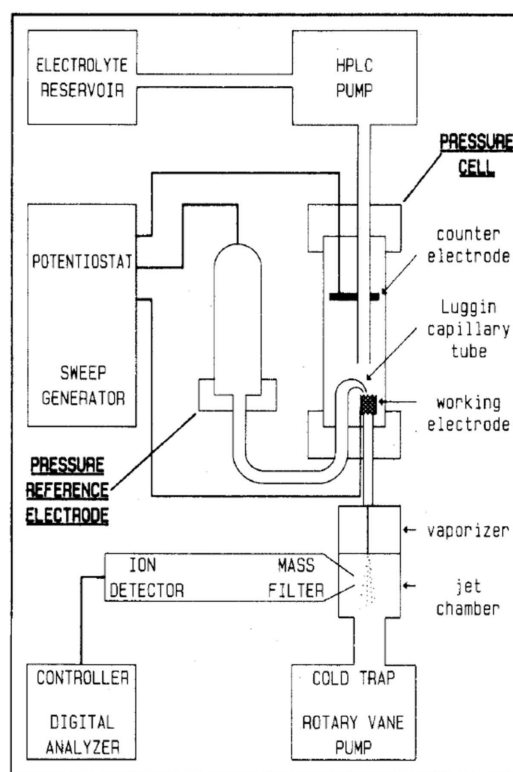 ELECTROLYTE
RESERVOIR
HPLC
PUMP
PRESSURE
CELL
counter
electrode
POTENTIOSTAT
Luggin
capillary
tube
SWEEP
GENERATOR
working
electrode
PRESSURE
REFERENCE
ELECTRODE
vaporizer
ION
DETECTOR
MASS
FILTER
jet
chamber
CONTROLLER
DIGITAL
ANALYZER
COLD TRAP
ROTARY VANE
PUMP